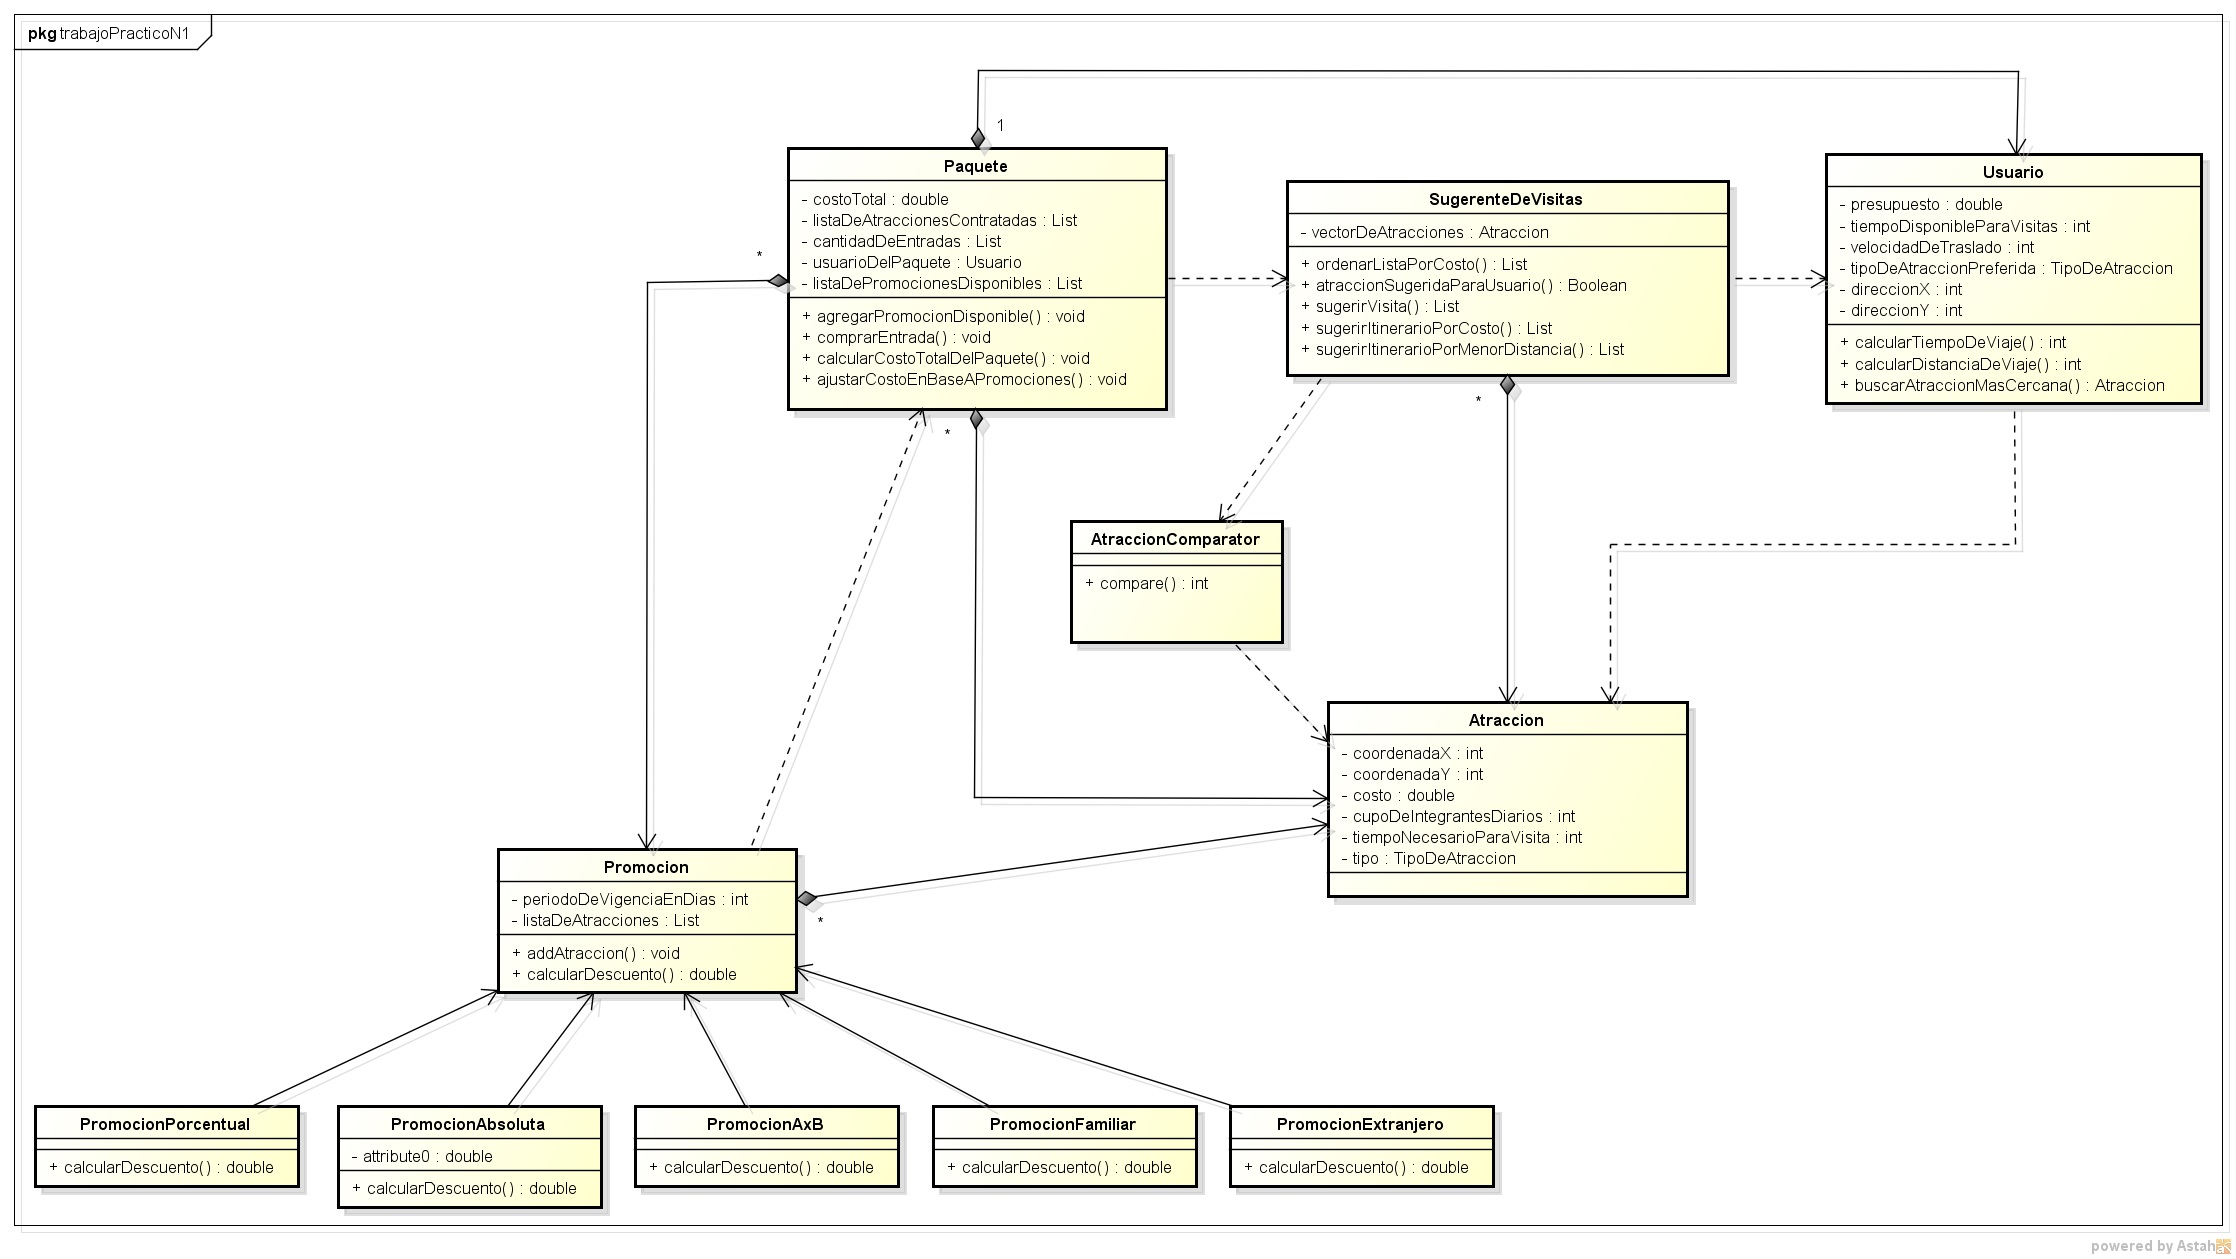 pkg trabajoPracticoN1
1
Paquete
- costoTotal : double
- listaDeAtraccionesContratadas : List
- cantidadDeEntradas : List
- usuarioDelPaquete : Usuario
- listaDePromocionesDisponibles : List
+ agregarPromocionDisponible() : void
+ comprarEntrada() : void
+ calcularCostoTotalDelPaquete() : void
+ ajustarCostoEnBaseAPromociones() : void
*
*
SugerenteDeVisitas
- vectorDeAtracciones : Atraccion
+ ordenarListaPorCosto() : List
+ atraccionSugeridaParaUsuario() : Boolean
+ sugerirVisita() : List
+ sugerirItinerarioPorCosto() : List
+ sugerirItinerarioPorMenorDistancia() : List
*
Usuario
- presupuesto : double
- tiempoDisponibleParaVisitas : int
- velocidadDeTraslado : int
- tipoDeAtraccionPreferida : TipoDeAtraccion
- direccionX : int
- direccionY : int
+ calcularTiempoDeViaje() : int
+ calcularDistanciaDeViaje() : int
+ buscarAtraccionMasCercana() : Atraccion
AtraccionComparator
+ compare() : int
Atraccion
- coordenadaX : int
- coordenadaY : int
- costo : double
- cupoDeIntegrantesDiarios : int
- tiempoNecesarioParaVisita : int
- tipo : TipoDeAtraccion
Promocion
- periodoDeVigenciaEnDias : int
- listaDeAtracciones : List
+ addAtraccion() : void
+ calcularDescuento() : double
*
PromocionPorcentual
+ calcularDescuento() : double
PromocionAbsoluta
- attribute0 : double
+ calcularDescuento() : double
PromocionAxB
+ calcularDescuento() : double
PromocionFamiliar
+ calcularDescuento() : double
PromocionExtranjero
+ calcularDescuento() : double
powered by Astah